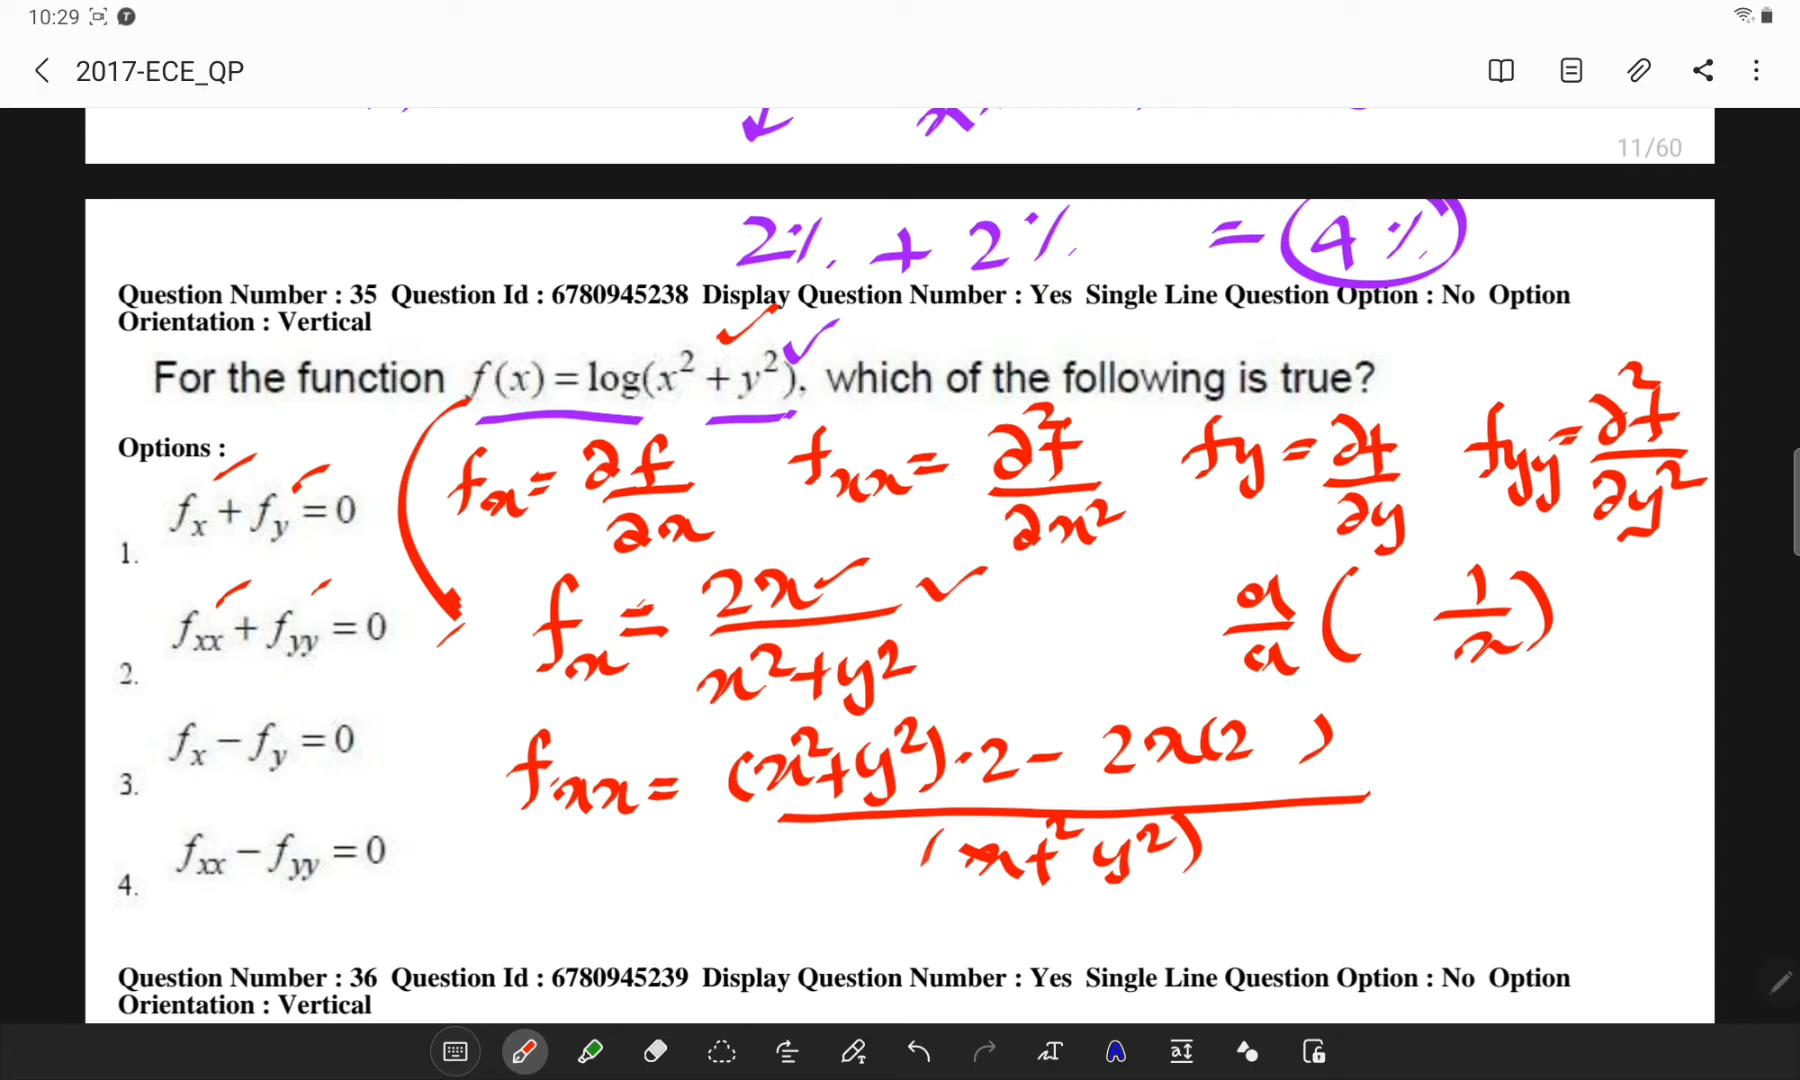 10:29
2017-ECE_QP
11/60
2% + 2% = 4%
Question Number : 35 Question Id : 6780945238 Display Question Number : Yes Single Line Question Option : No Option
Orientation : Vertical
For the function f(x) = log(x² + y²), which of the following is true?
Options :
fx = ∂f/∂x fxx = ∂²f/∂x² fy = ∂f/∂y fyy = ∂²f/∂y²
1. fx + fy = 0
fx = 2x/x²+y²
( 1/x )
2. fxx + fyy = 0
3. fx − fy = 0
fxx = (x²+y²)·2 − 2x(2 )
4. fxx − fyy = 0
Question Number : 36 Question Id : 6780945239 Display Question Number : Yes Single Line Question Option : No Option
Orientation : Vertical